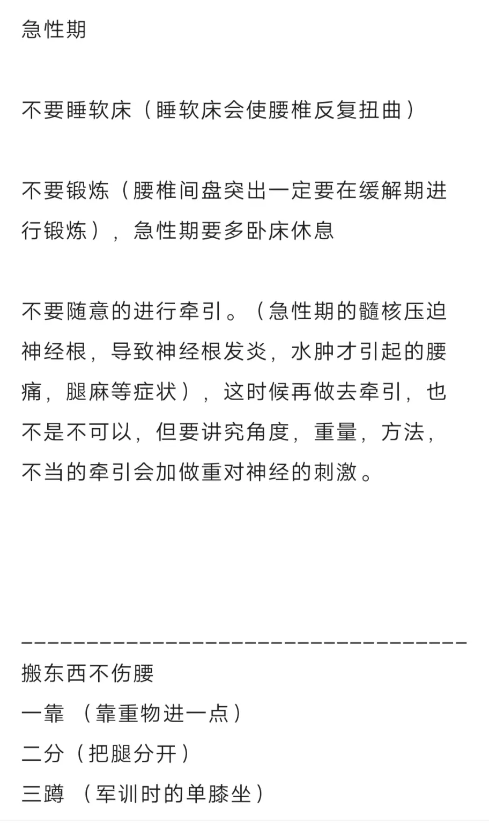 急性期
不要睡软床（睡软床会使腰椎反复扭曲）
不要锻炼（腰椎间盘突出一定要在缓解期进
行锻炼），急性期要多卧床休息
不要随意的进行牵引。（急性期的髓核压迫
神经根，导致神经根发炎，水肿才引起的腰
痛，腿麻等症状），这时候再做去牵引，也
不是不可以，但要讲究角度，重量，方法，
不当的牵引会加做重对神经的刺激。
__________________________________
搬东西不伤腰
一靠 （靠重物进一点）
二分（把腿分开）
三蹲 （军训时的单膝坐）